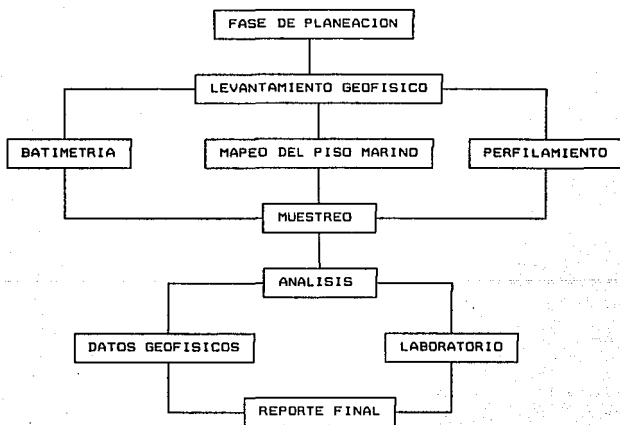 FASE DE PLANEACION
LEVANTAMIENTO GEOFISICO
BATIMETRIA
MAPEO DEL PISO MARINO
PERFILAMIENTO
MUESTREO
ANALISIS
DATOS GEOFISICOS
LABORATORIO
REPORTE FINAL